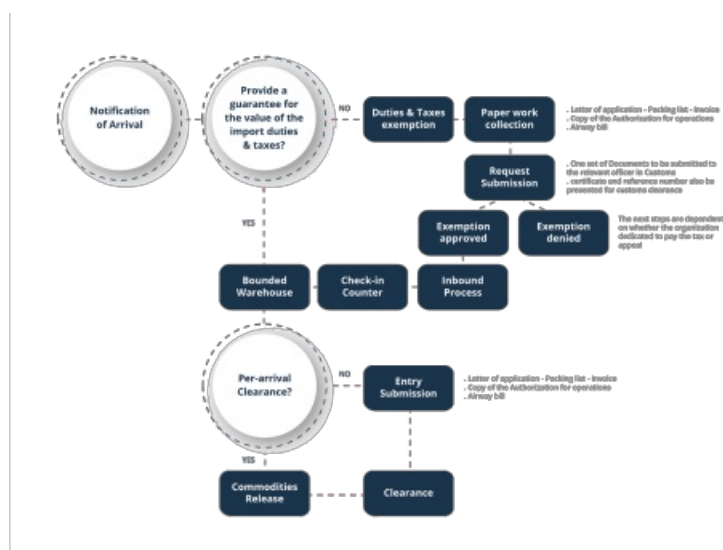 Notification
of Arrival
Provide a
guarantee for
the value of the
import duties
& taxes?
NO
Duties & Taxes
exemption
Paper work
collection
. Latter of application - Packing list - Invoice
. Copy of the Authorization for operations
. Airway bill
Request
Submission
. One set of Documents to be submitted to
the relevant officer in Customs
. certificate and reference number also be
presented for customs clearance
YES
Exemption
approved
Exemption
denied
The next steps are dependent
on whether the organization
dedicated to pay the tax or
appeal
Bounded
Warehouse
Check-in
Counter
Inbound
Process
Per-arrival
Clearance?
NO
Entry
Submission
. Latter of application - Packing list - Invoice
. Copy of the Authorization for operations
. Airway bill
YES
Commodities
Release
Clearance